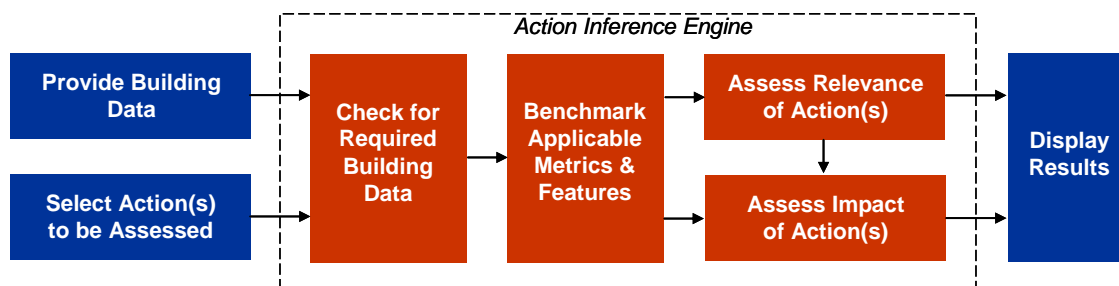 Action Inference Engine
Provide Building
Data
Select Action(s)
to be Assessed
Check for
Required
Building
Data
Benchmark
Applicable
Metrics &
Features
Assess Relevance
of Action(s)
Assess Impact
of Action(s)
Display
Results